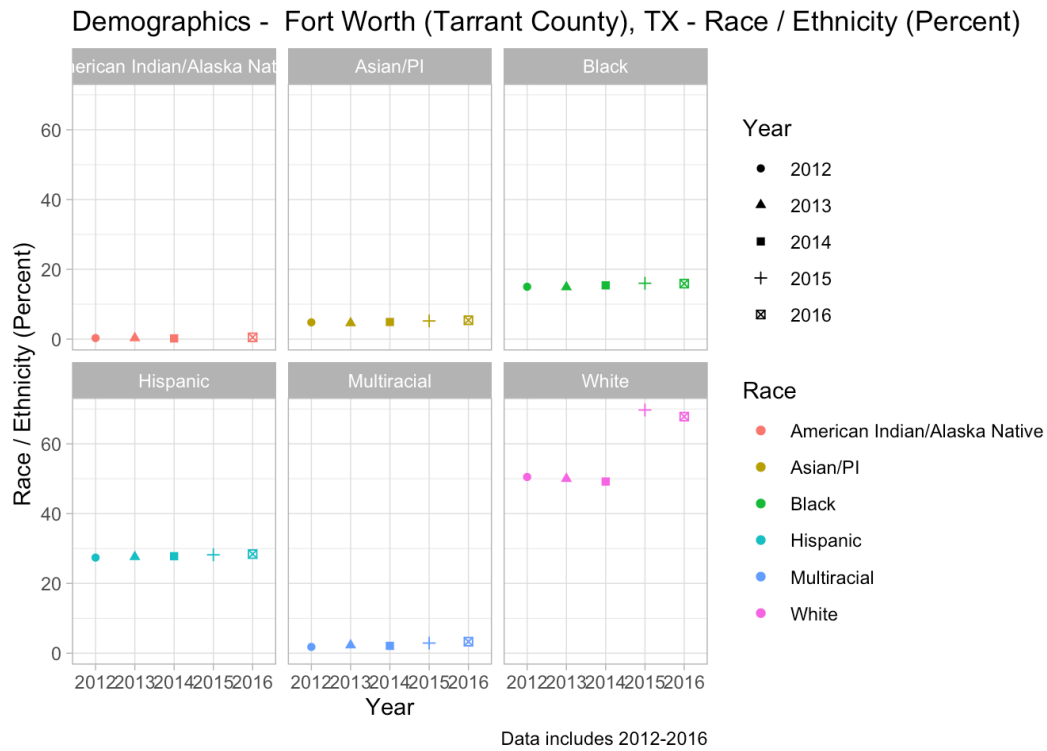 Demographics -  Fort Worth (Tarrant County), TX - Race / Ethnicity (Percent)
erican Indian/Alaska Nat
Asian/PI
Black
60
40
20
0
Hispanic
Multiracial
White
60
40
20
0
Race / Ethnicity (Percent)
2012 2013 2014 2015 2016
2012 2013 2014 2015 2016
2012 2013 2014 2015 2016
Year
Data includes 2012-2016
Year
2012
2013
2014
2015
2016
Race
American Indian/Alaska Native
Asian/PI
Black
Hispanic
Multiracial
White